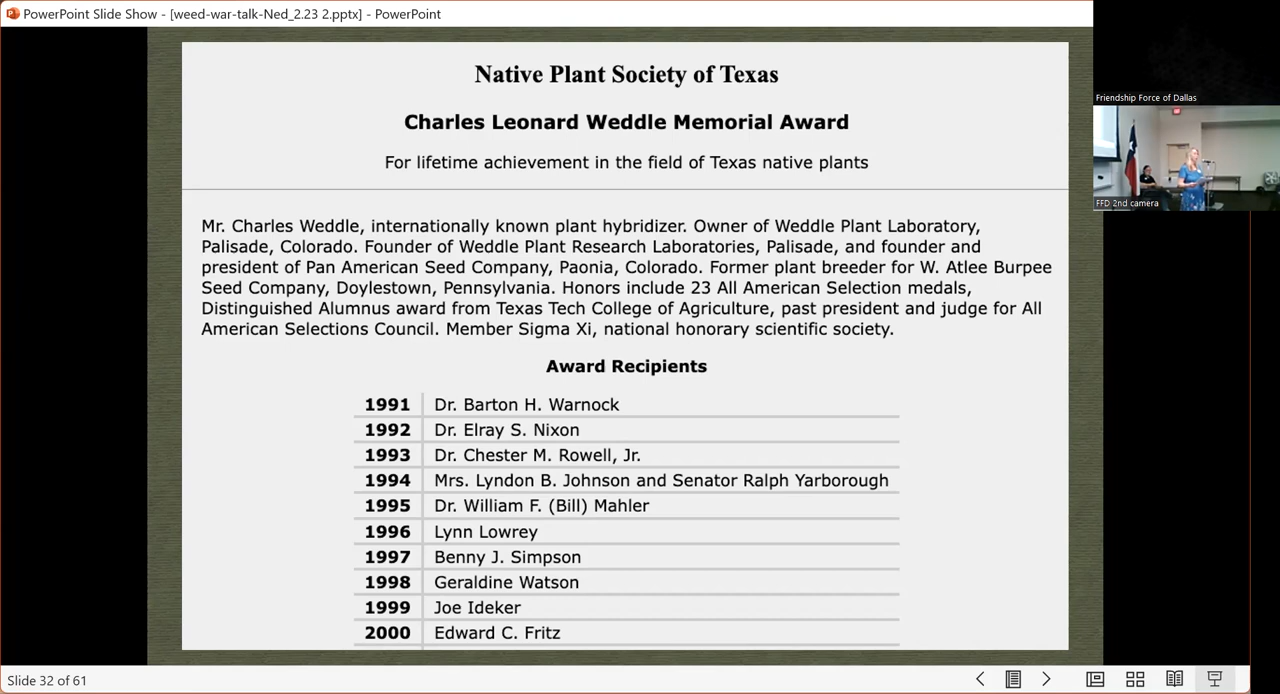 PowerPoint Slide Show - [weed-war-talk-Ned_2.23 2.pptx] - PowerPoint
Native Plant Society of Texas
Charles Leonard Weddle Memorial Award
For lifetime achievement in the field of Texas native plants
Mr. Charles Weddle, internationally known plant hybridizer. Owner of Weddle Plant Laboratory,
Palisade, Colorado. Founder of Weddle Plant Research Laboratories, Palisade, and founder and
president of Pan American Seed Company, Paonia, Colorado. Former plant breeder for W. Atlee Burpee
Seed Company, Doylestown, Pennsylvania. Honors include 23 All American Selection medals,
Distinguished Alumnus award from Texas Tech College of Agriculture, past president and judge for All
American Selections Council. Member Sigma Xi, national honorary scientific society.
Award Recipients
1991 Dr. Barton H. Warnock
1992 Dr. Elray S. Nixon
1993 Dr. Chester M. Rowell, Jr.
1994 Mrs. Lyndon B. Johnson and Senator Ralph Yarborough
1995 Dr. William F. (Bill) Mahler
1996 Lynn Lowrey
1997 Benny J. Simpson
1998 Geraldine Watson
1999 Joe Ideker
2000 Edward C. Fritz
Friendship Force of Dallas
FFD 2nd camera
Slide 32 of 61